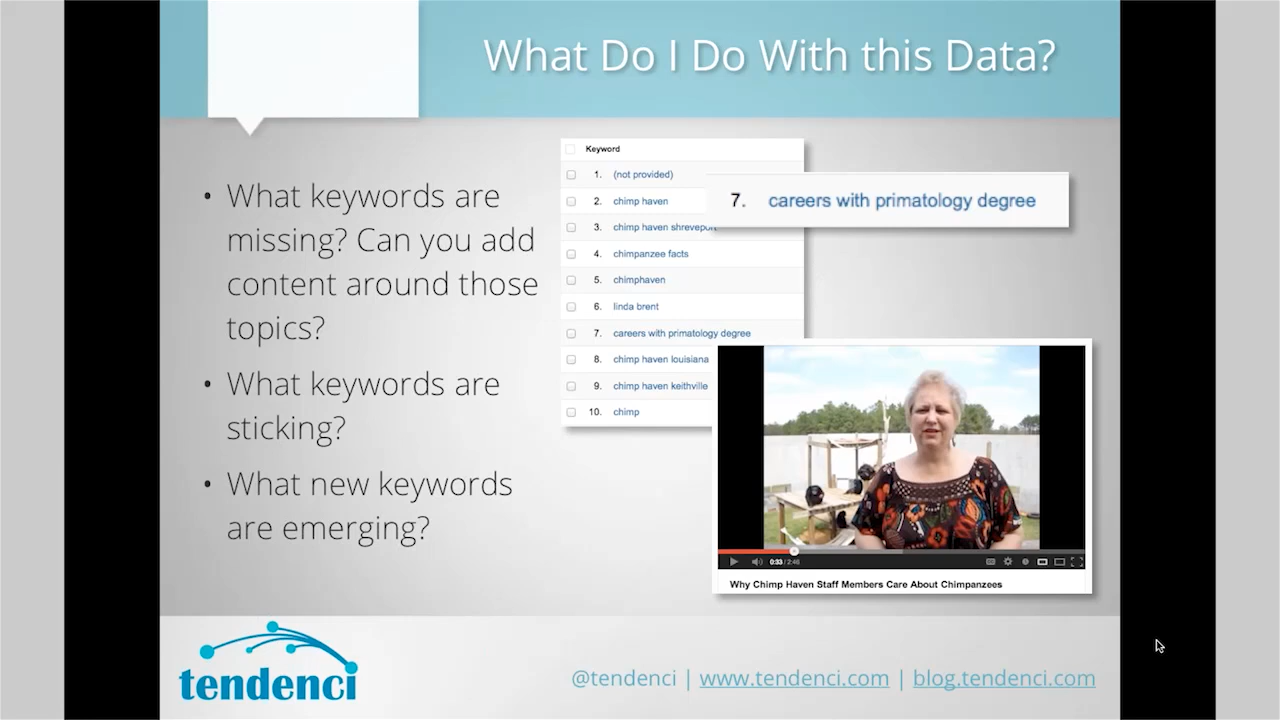 What Do I Do With this Data?
• What keywords are
missing? Can you add
content around those
topics?
• What keywords are
sticking?
• What new keywords
are emerging?
Keyword
1. (not provided)
2. chimp haven
3. chimp haven shreveport
4. chimpanzee facts
5. chimphaven
6. linda brent
7. careers with primatology degree
8. chimp haven louisiana
9. chimp haven keithville
10. chimp
7. careers with primatology degree
0:33 / 2:46
Why Chimp Haven Staff Members Care About Chimpanzees
tendenci
@tendenci | www.tendenci.com | blog.tendenci.com